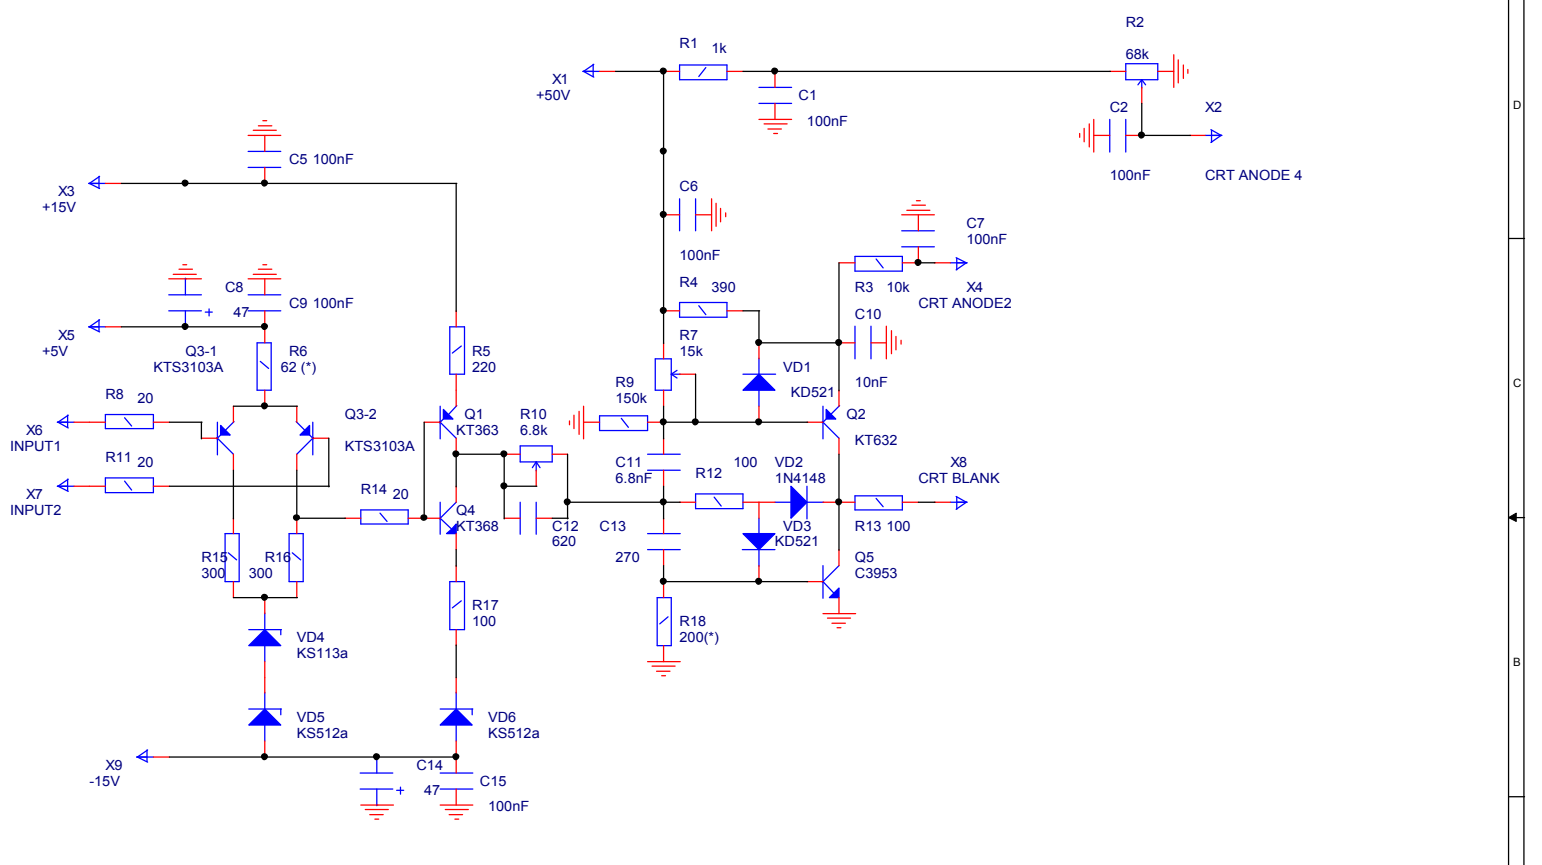 R2
R1 1k
68k
X1
+50V
C1
100nF
C2
X2
100nF
CRT ANODE 4
D
C5 100nF
X3
+15V
C6
100nF
C7
100nF
R4 390
R3 10k
X4
CRT ANODE2
C8
47
+
C9 100nF
C10
10nF
X5
+5V
Q3-1
KTS3103A
R6
62 (*)
R5
220
R7
15k
VD1
KD521
C
R8 20
R9
150k
X6
INPUT1
Q3-2
KTS3103A
Q1
KT363
R10
6.8k
Q2
KT632
R11 20
X7
INPUT2
C11
6.8nF
R12 100
VD2
1N4148
X8
CRT BLANK
R14 20
Q4
KT368
C12
620
C13
270
VD3
KD521
R13 100
R15
300
R16
300
Q5
C3953
R17
100
R18
200(*)
VD4
KS113a
B
VD5
KS512a
VD6
KS512a
X9
-15V
C14
47
+
C15
100nF